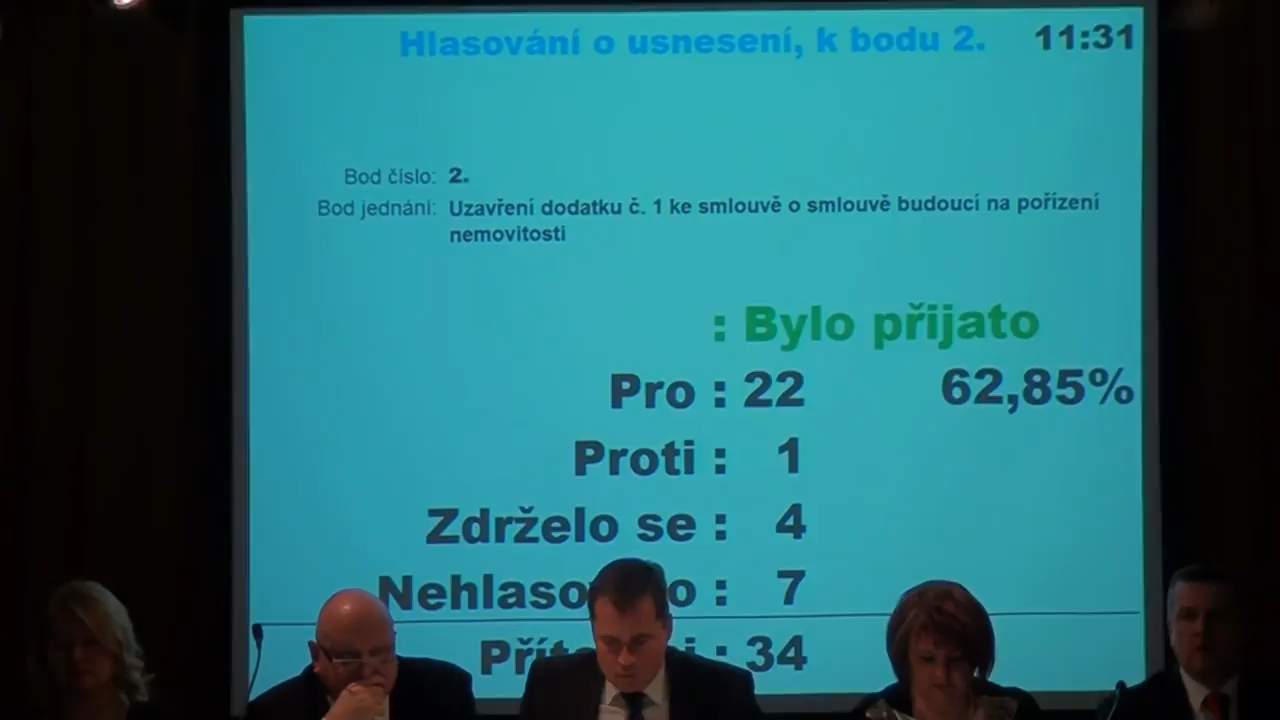 Hlasování o usnesení, k bodu 2. 11:31
Bod číslo: 2.
Bod jednání: Uzavření dodatku č. 1 ke smlouvě o smlouvě budoucí na pořízení
nemovitosti
: Bylo přijato
Pro : 22 62,85%
Proti : 1
Zdrželo se : 4
: 7
: 34